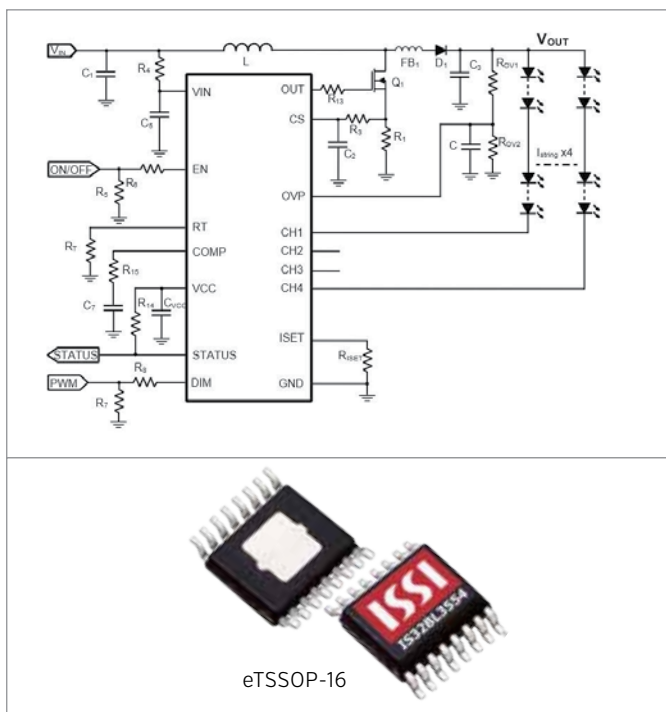 VIN
C1
R4
L
FB1
D1
VOUT
C5
VIN
OUT
R13
Q1
C3
ROV1
CS
R3
R1
C2
C
ROV2
Istring x4
ON/OFF
R6
EN
R5
OVP
RT
CH1
R7
COMP
CH2
R15
CH3
C7
VCC
CH4
R14
CVCC
ISET
RISET
STATUS
STATUS
PWM
R8
DIM
GND
R7
ISSI
IS32BL3554
eTSSOP-16